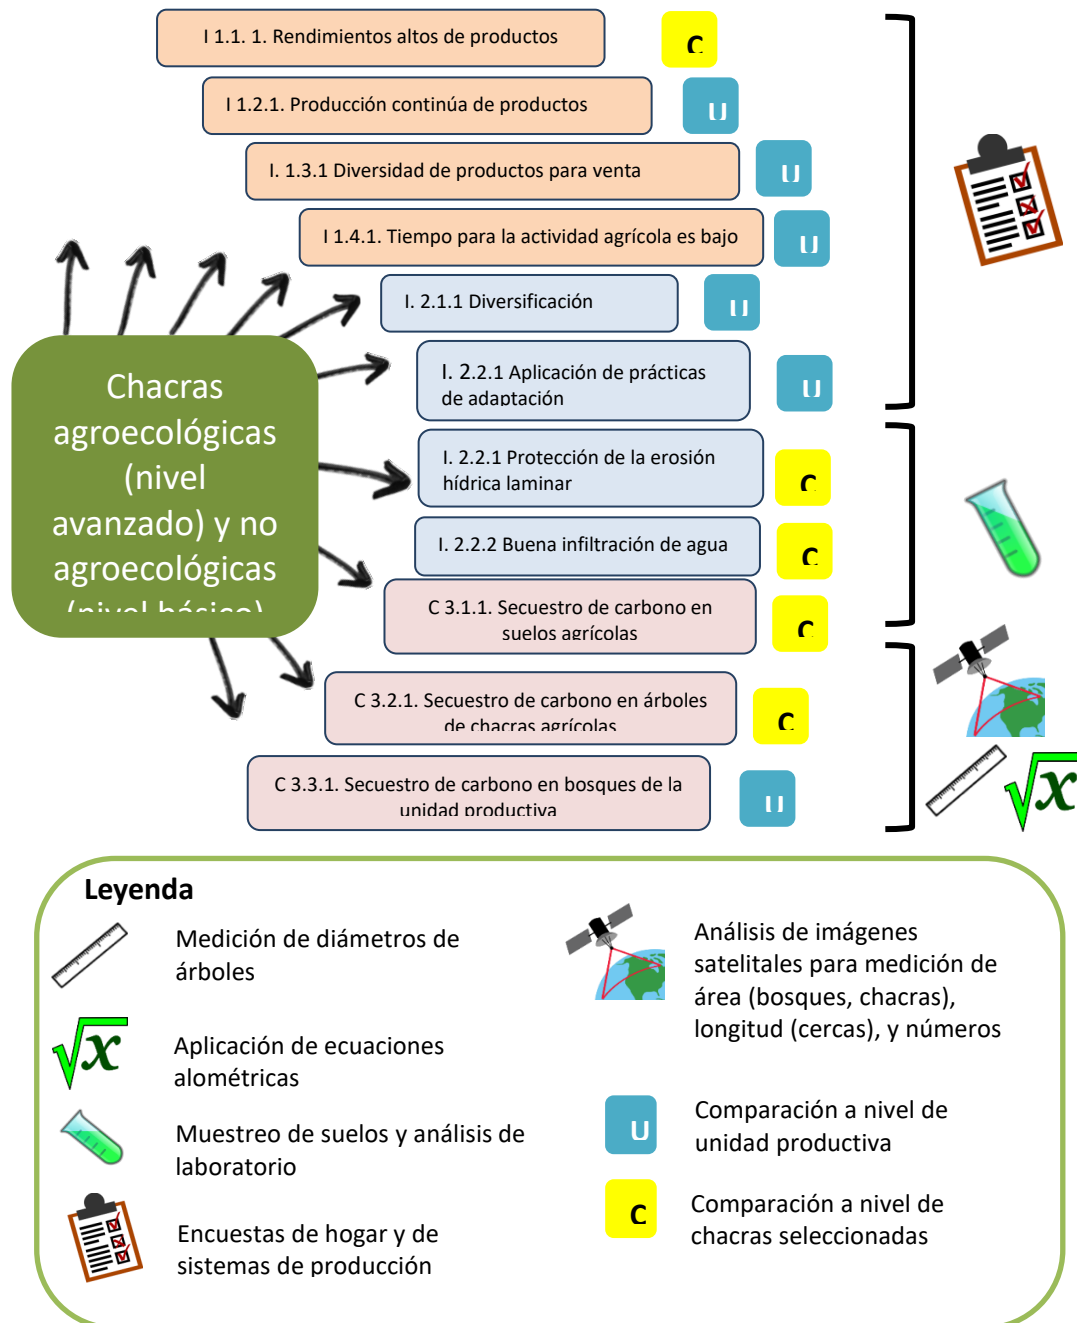 I 1.1. 1. Rendimientos altos de productos
C
I 1.2.1. Producción continúa de productos
U
I. 1.3.1 Diversidad de productos para venta
U
I 1.4.1. Tiempo para la actividad agrícola es bajo
U
I. 2.1.1 Diversificación
U
I. 2.2.1 Aplicación de prácticas
de adaptación
U
Chacras
agroecológicas
(nivel
avanzado) y no
agroecológicas
(nivel básico)
I. 2.2.1 Protección de la erosión
hídrica laminar
C
I. 2.2.2 Buena infiltración de agua
C
C 3.1.1. Secuestro de carbono en
suelos agrícolas
C
C 3.2.1. Secuestro de carbono en árboles
de chacras agrícolas
C
C 3.3.1. Secuestro de carbono en bosques de la
unidad productiva
U
√x
Leyenda
Medición de diámetros de
árboles
√x
Aplicación de ecuaciones
alométricas
Muestreo de suelos y análisis de
laboratorio
Encuestas de hogar y de
sistemas de producción
Análisis de imágenes
satelitales para medición de
área (bosques, chacras),
longitud (cercas), y números
U
Comparación a nivel de
unidad productiva
C
Comparación a nivel de
chacras seleccionadas